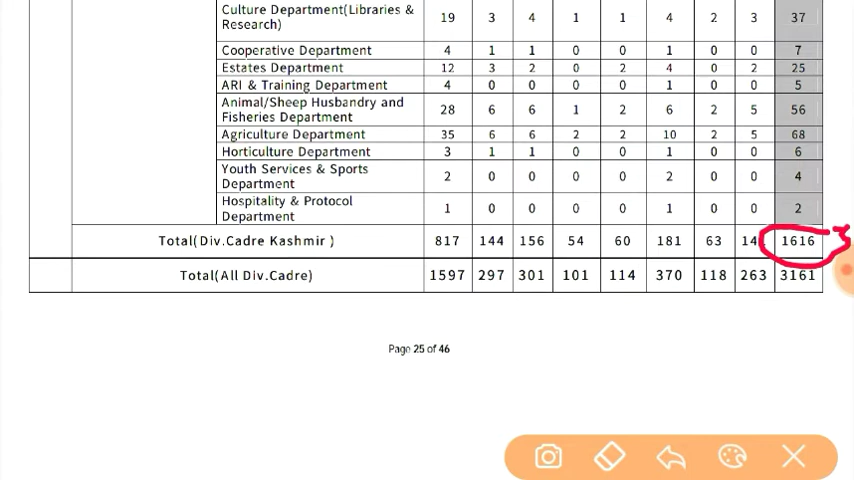 Culture Department(Libraries & Research) 19 3 4 1 1 4 2 3 37
Cooperative Department 4 1 1 0 0 1 0 0 7
Estates Department 12 3 2 0 2 4 0 2 25
ARI & Training Department 4 0 0 0 0 1 0 0 5
Animal/Sheep Husbandry and Fisheries Department 28 6 6 1 2 6 2 5 56
Agriculture Department 35 6 6 2 2 10 2 5 68
Horticulture Department 3 1 1 0 0 1 0 0 6
Youth Services & Sports Department 2 0 0 0 0 2 0 0 4
Hospitality & Protocol Department 1 0 0 0 0 1 0 0 2
Total(Div.Cadre Kashmir ) 817 144 156 54 60 181 63 1616
Total(All Div.Cadre) 1597 297 301 101 114 370 118 263 3161
Page 25 of 46